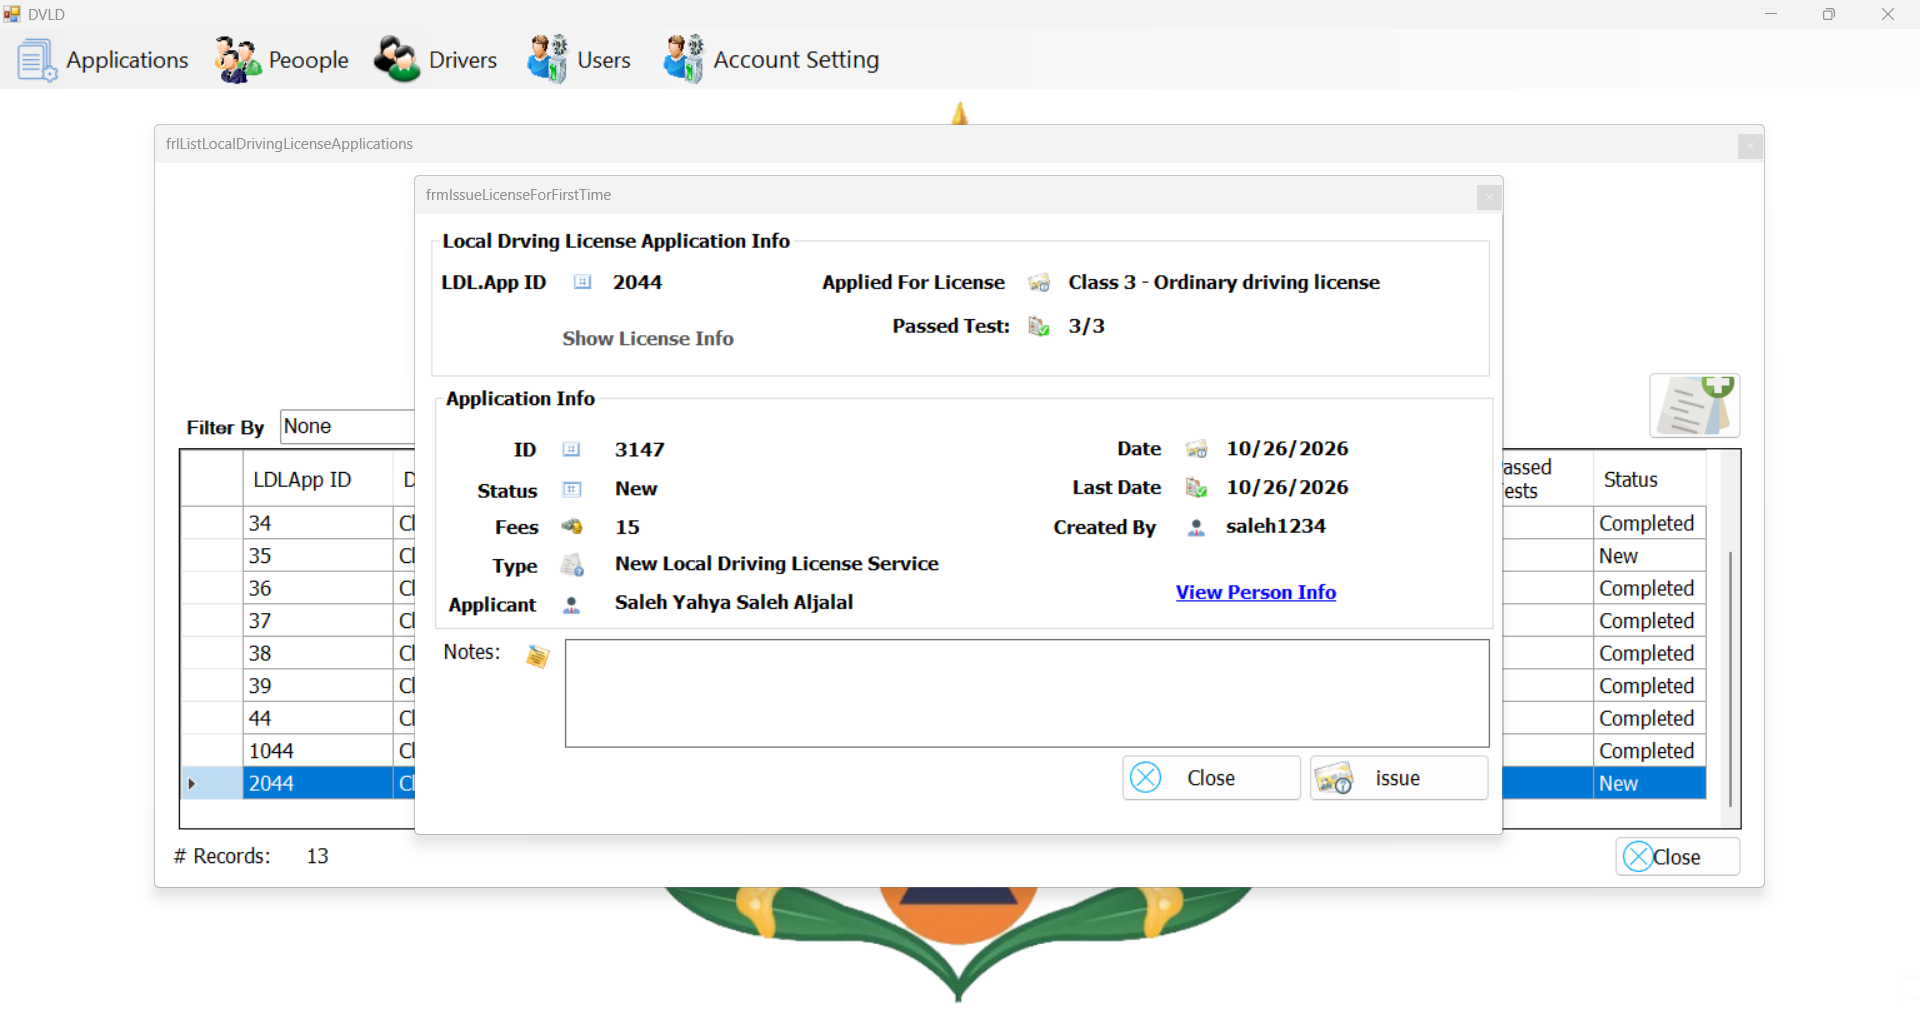 DVLD
Applications Peoople Drivers Users Account Setting
frlListLocalDrivingLicenseApplications
frmIssueLicenseForFirstTime
Local Drving License Application Info
LDL.App ID 2044 Applied For License Class 3 - Ordinary driving license
Passed Test: 3/3
Show License Info
Application Info
ID 3147 Date 10/26/2026
Status New Last Date 10/26/2026
Fees 15 Created By saleh1234
Type New Local Driving License Service
Applicant Saleh Yahya Saleh Aljalal View Person Info
Notes:
Close issue
Filter By None
LDLApp ID Status
34 Completed
35 New
36 Completed
37 Completed
38 Completed
39 Completed
44 Completed
1044 Completed
2044 New
# Records: 13 Close